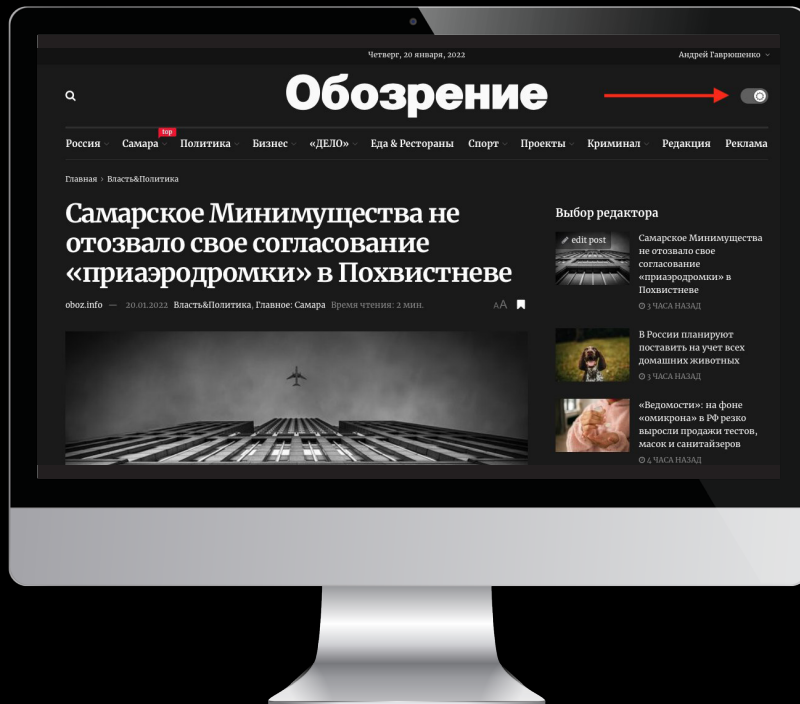 Четверг, 20 января, 2022
Андрей Гаврюшенко
Обозрение
top
Россия Самара Политика Бизнес «ДЕЛО» Еда & Рестораны Спорт Проекты Криминал Редакция Реклама
Главная › Власть&Политика
Самарское Минимущества не
отозвало свое согласование
«приаэродромки» в Похвистневе
oboz.info — 20.01.2022 Власть&Политика, Главное: Самара Время чтения: 2 мин.
AA
Выбор редактора
edit post
Самарское Минимущества
не отозвало свое
согласование
«приаэродромки» в
Похвистневе
3 ЧАСА НАЗАД
В России планируют
поставить на учет всех
домашних животных
3 ЧАСА НАЗАД
«Ведомости»: на фоне
«омикрона» в РФ резко
выросли продажи тестов,
масок и санитайзеров
4 ЧАСА НАЗАД